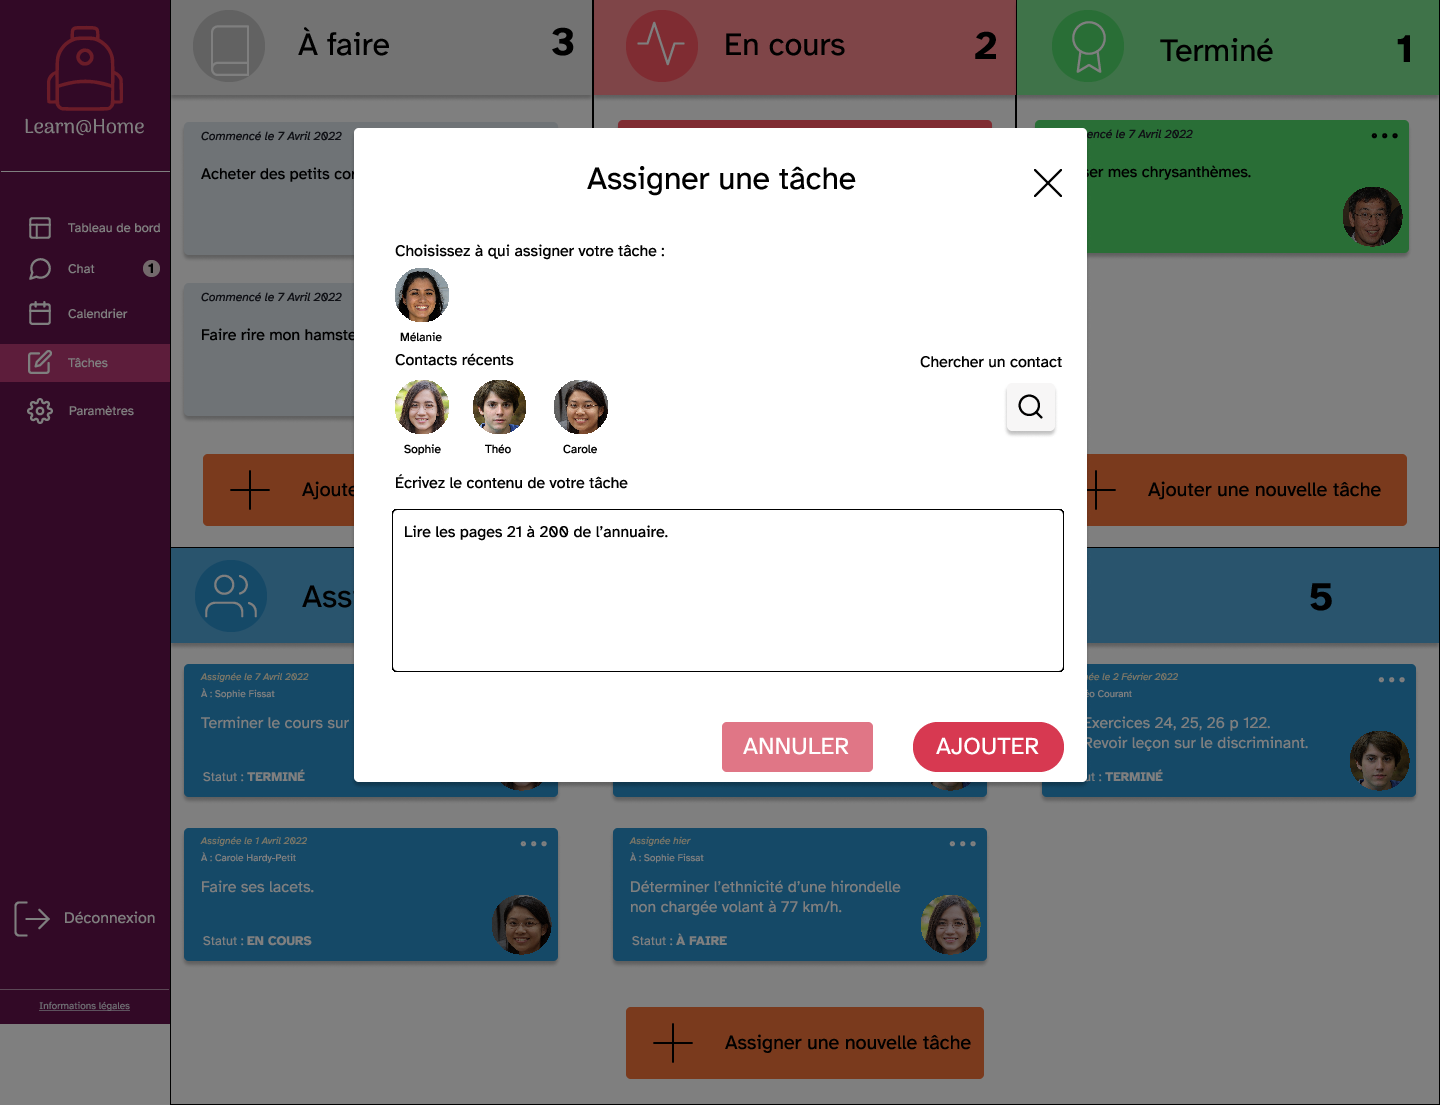 Learn@Home
Tableau de bord
Chat
1
Calendrier
Tâches
Paramètres
Déconnexion
Informations légales
À faire
3
En cours
2
Terminé
1
Commencé le 7 Avril 2022
Acheter des petits
Commencé le 7 Avril 2022
Faire rire mon
le 7 Avril 2022
mes chrysanthèmes.
Ajouter une nouvelle tâche
Assigner une tâche
Choisissez à qui assigner votre tâche :
Mélanie
Contacts récents
Chercher un contact
Sophie
Théo
Carole
Écrivez le contenu de votre tâche
Lire les pages 21 à 200 de l’annuaire.
ANNULER
AJOUTER
5
Assignée le 7 Avril 2022
À : Sophie Fissat
Terminer le cours sur
Statut : TERMINÉ
le 2 Février 2022
Courant
Exercices 24, 25, 26 p 122.
Revoir leçon sur le discriminant.
: TERMINÉ
Assignée le 1 Avril 2022
À : Carole Hardy-Petit
Faire ses lacets.
Statut : EN COURS
Assignée hier
À : Sophie Fissat
Déterminer l’ethnicité d’une hirondelle
non chargée volant à 77 km/h.
Statut : À FAIRE
Assigner une nouvelle tâche